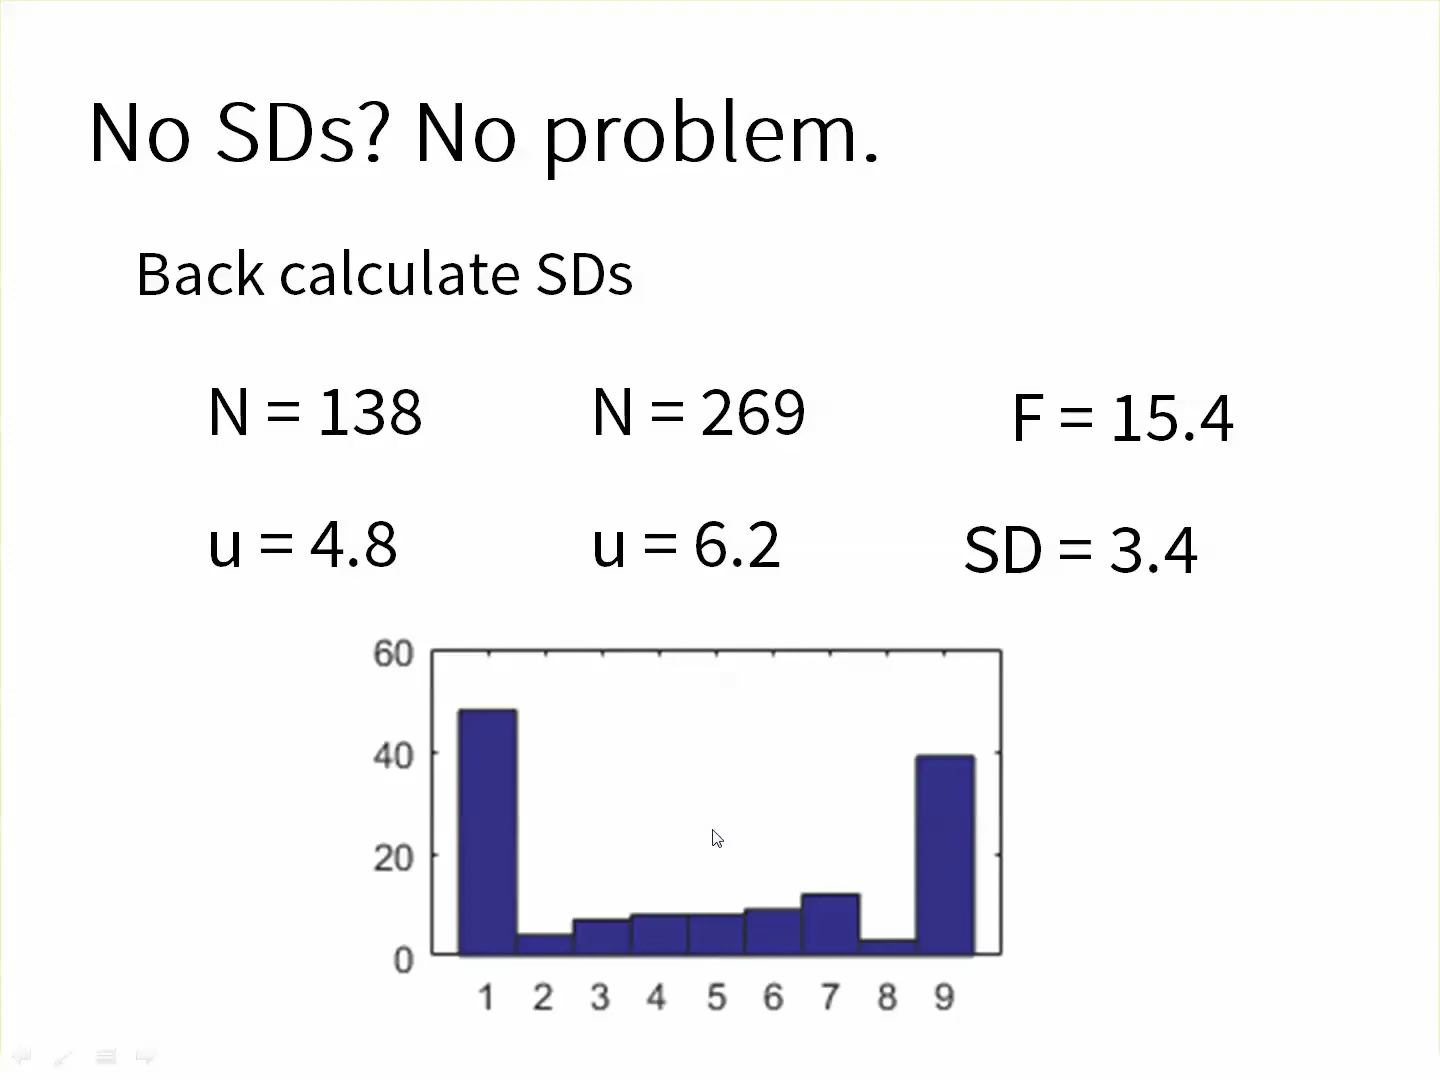 No SDs? No problem.
Back calculate SDs
N = 138 N = 269 F = 15.4
u = 4.8 u = 6.2 SD = 3.4
60
40
20
0
1 2 3 4 5 6 7 8 9